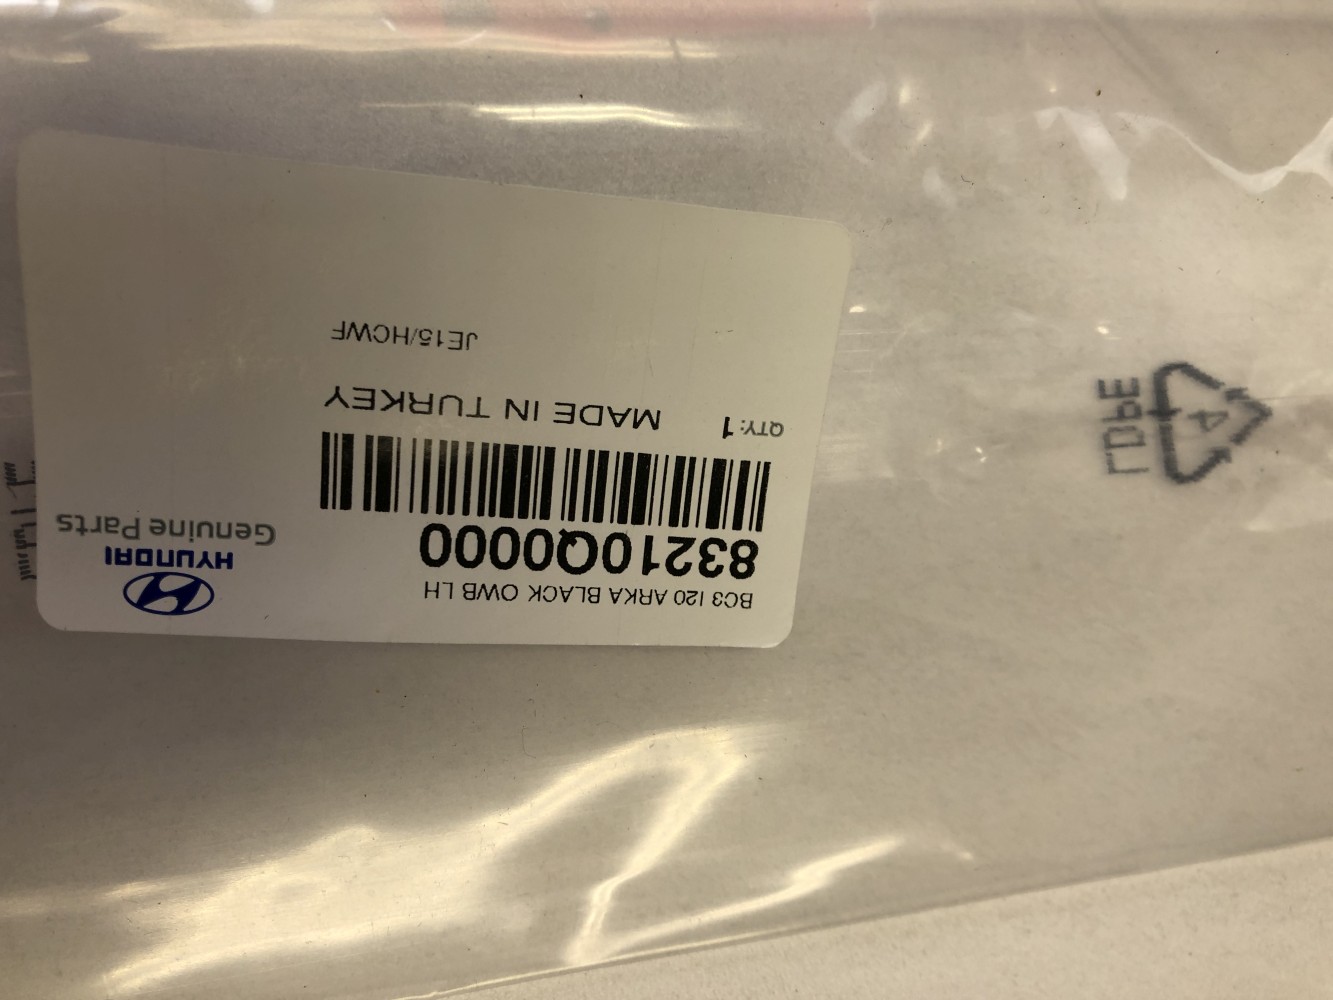 BC3 I20 ARKA BLACK OWB LH
83210Q0000
QTY: 1 MADE IN TURKEY
JE15/HCWF
HYUNDAI
Genuine Parts
4
LDPE